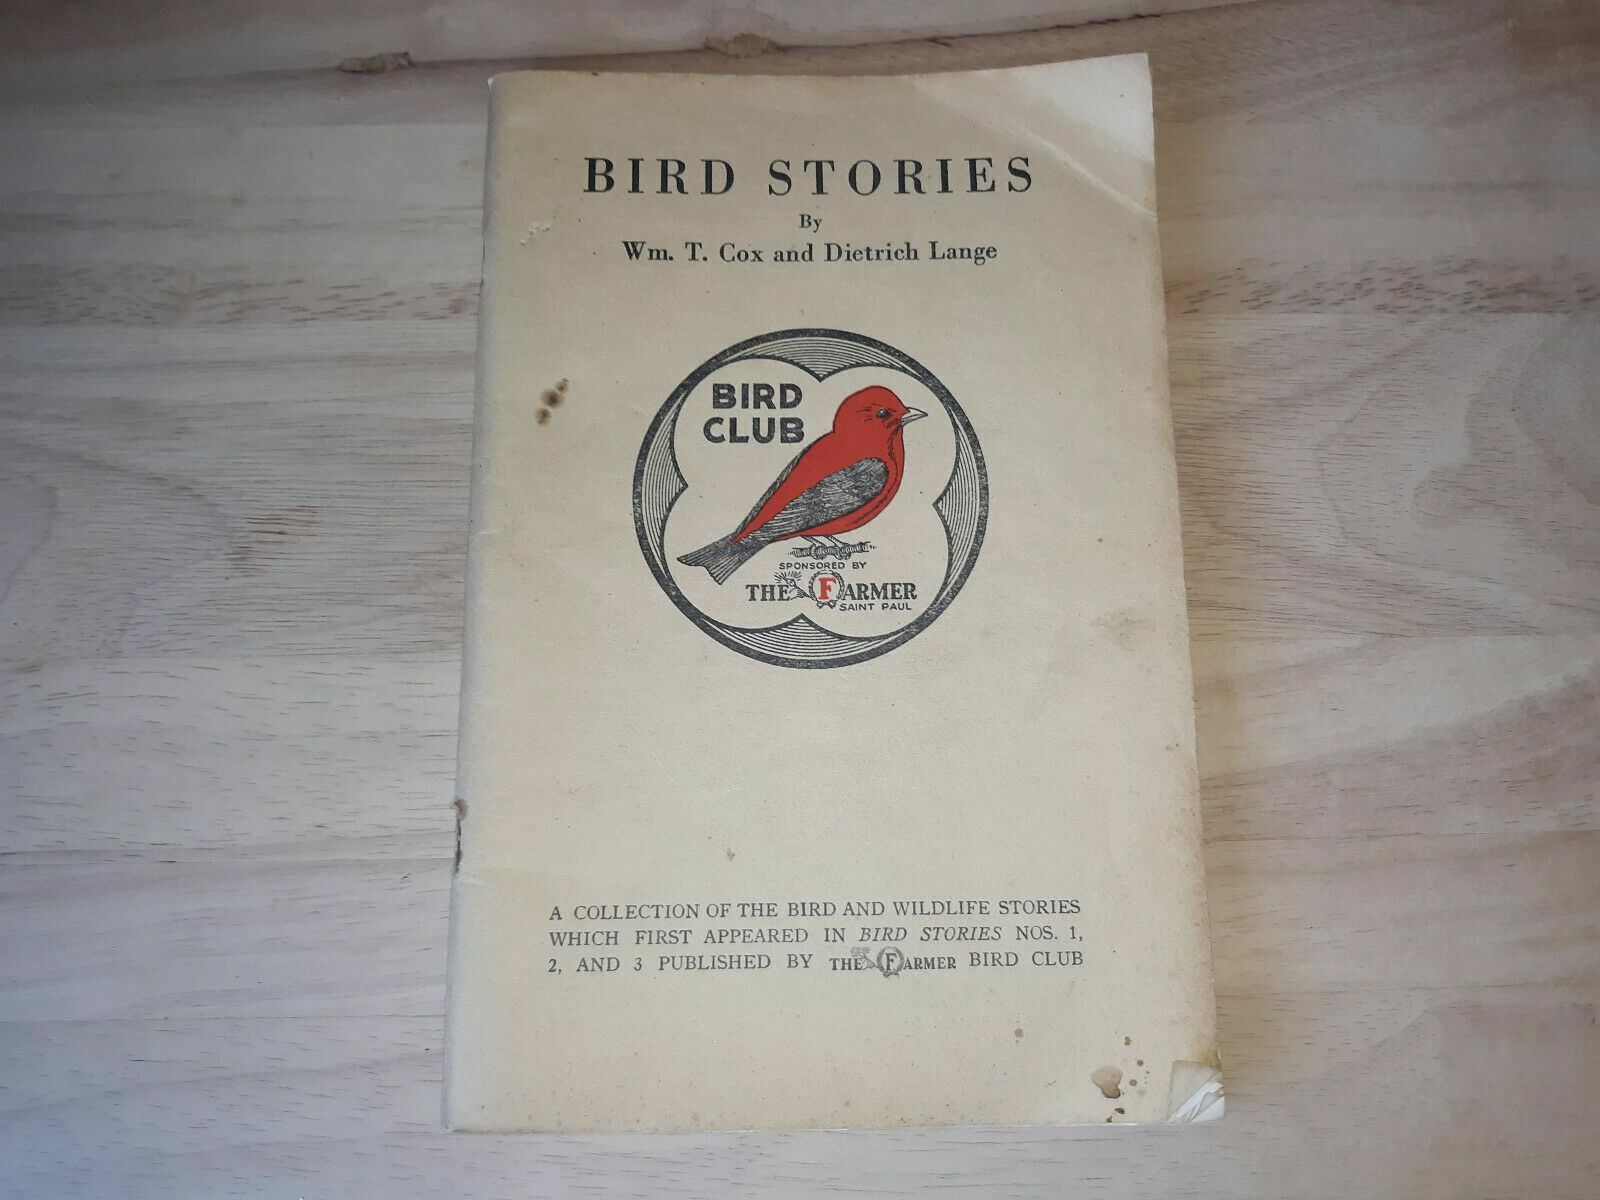 BIRD STORIES
By
Wm. T. Cox and Dietrich Lange
BIRD
CLUB
SPONSORED BY
THE FARMER
SAINT PAUL
A COLLECTION OF THE BIRD AND WILDLIFE STORIES
WHICH FIRST APPEARED IN BIRD STORIES NOS. 1,
2, AND 3 PUBLISHED BY THE FARMER BIRD CLUB